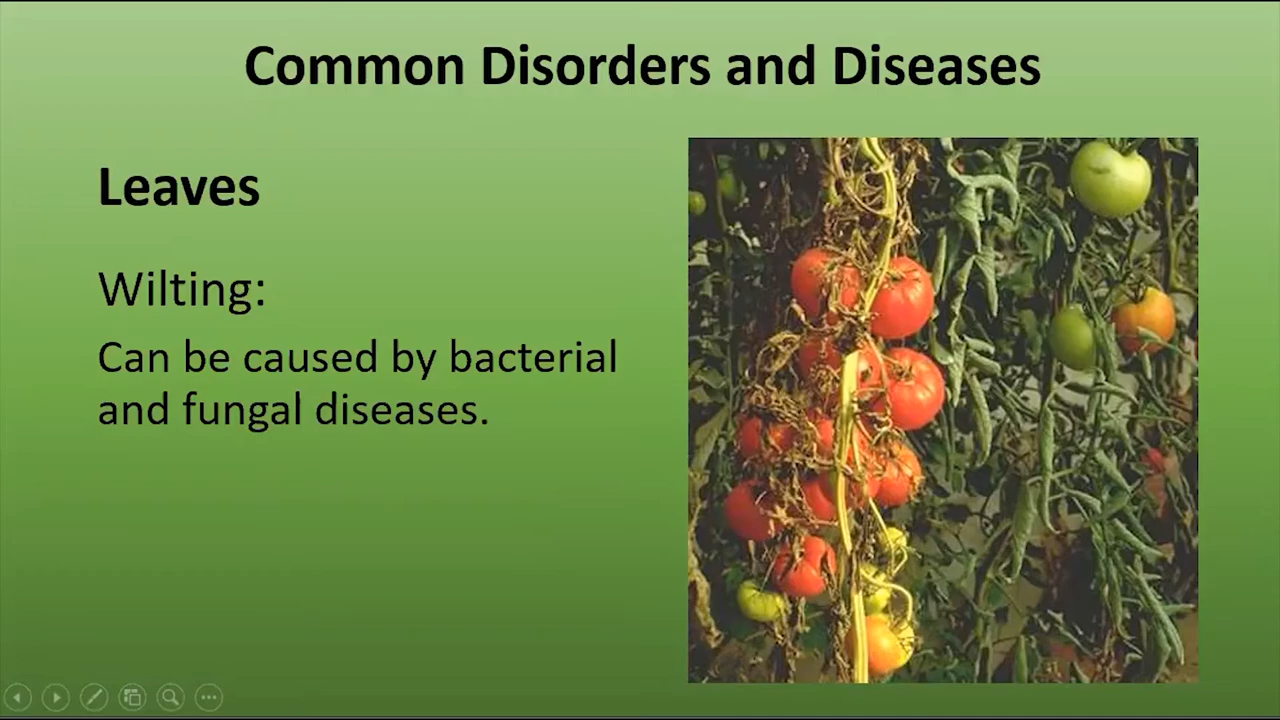 Common Disorders and Diseases
Leaves
Wilting:
Can be caused by bacterial
and fungal diseases.